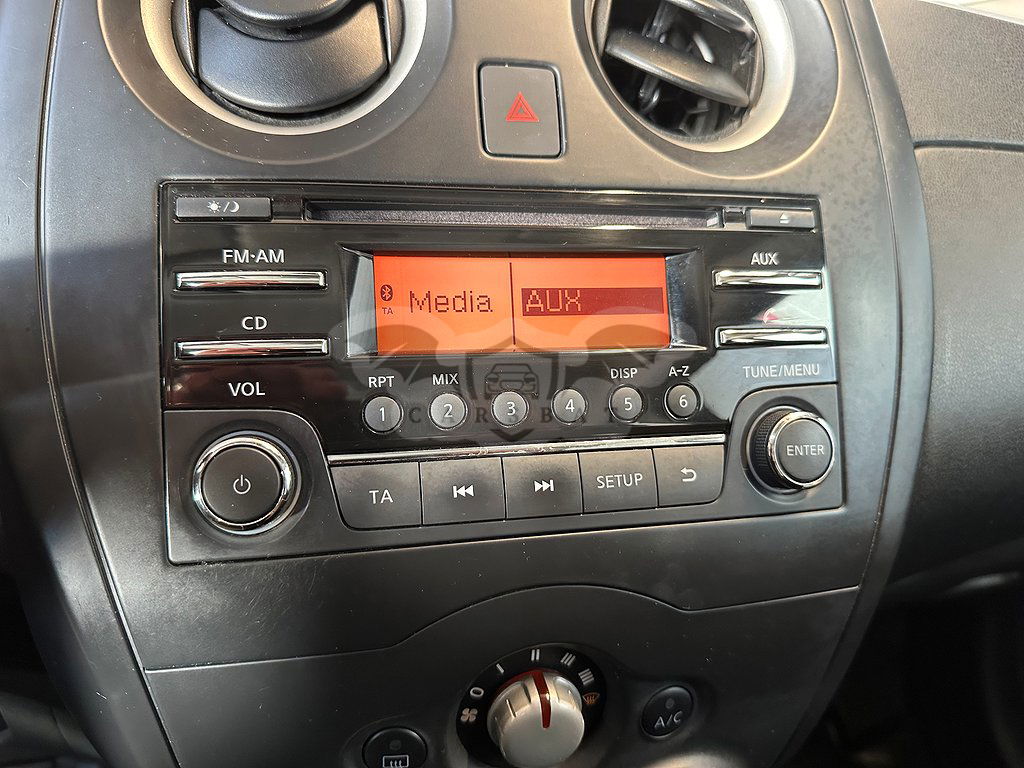 FM·AM
AUX
CD
TA
Media
AUX
VOL
RPT
MIX
DISP
A-Z
TUNE/MENU
1
2
3
4
5
6
ENTER
TA
SETUP
0
A/C